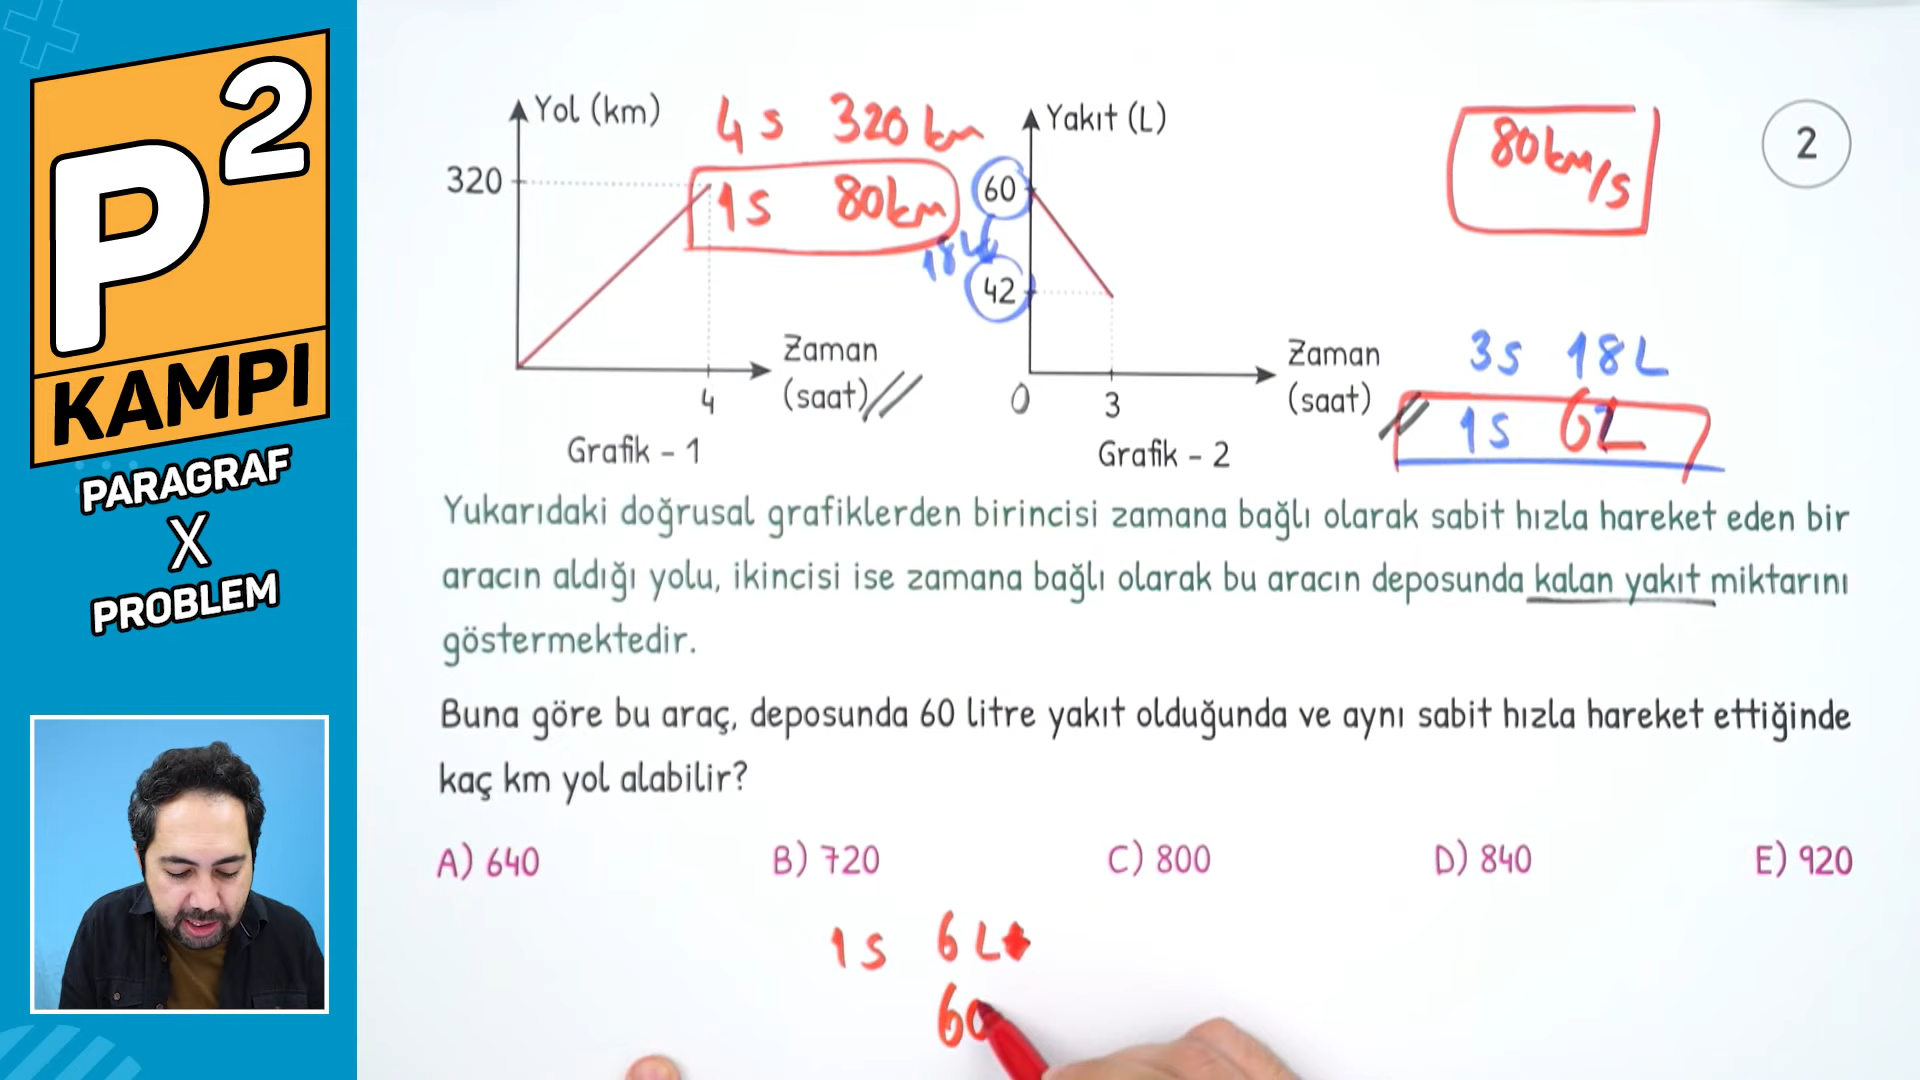 P²
KAMPI
PARAGRAF
X
PROBLEM
Yol (km)
320
4
Zaman
(saat)
Grafik - 1
4 s 320 km
1 s 80 km
Yakıt (L)
60
42
18 L
0
3
Zaman
(saat)
Grafik - 2
80 km/s
2
3 s 18 L
1 s 6 L
Yukarıdaki doğrusal grafiklerden birincisi zamana bağlı olarak sabit hızla hareket eden bir
aracın aldığı yolu, ikincisi ise zamana bağlı olarak bu aracın deposunda kalan yakıt miktarını
göstermektedir.
Buna göre bu araç, deposunda 60 litre yakıt olduğunda ve aynı sabit hızla hareket ettiğinde
kaç km yol alabilir?
A) 640 B) 720 C) 800 D) 840 E) 920
1 s 6 L
60